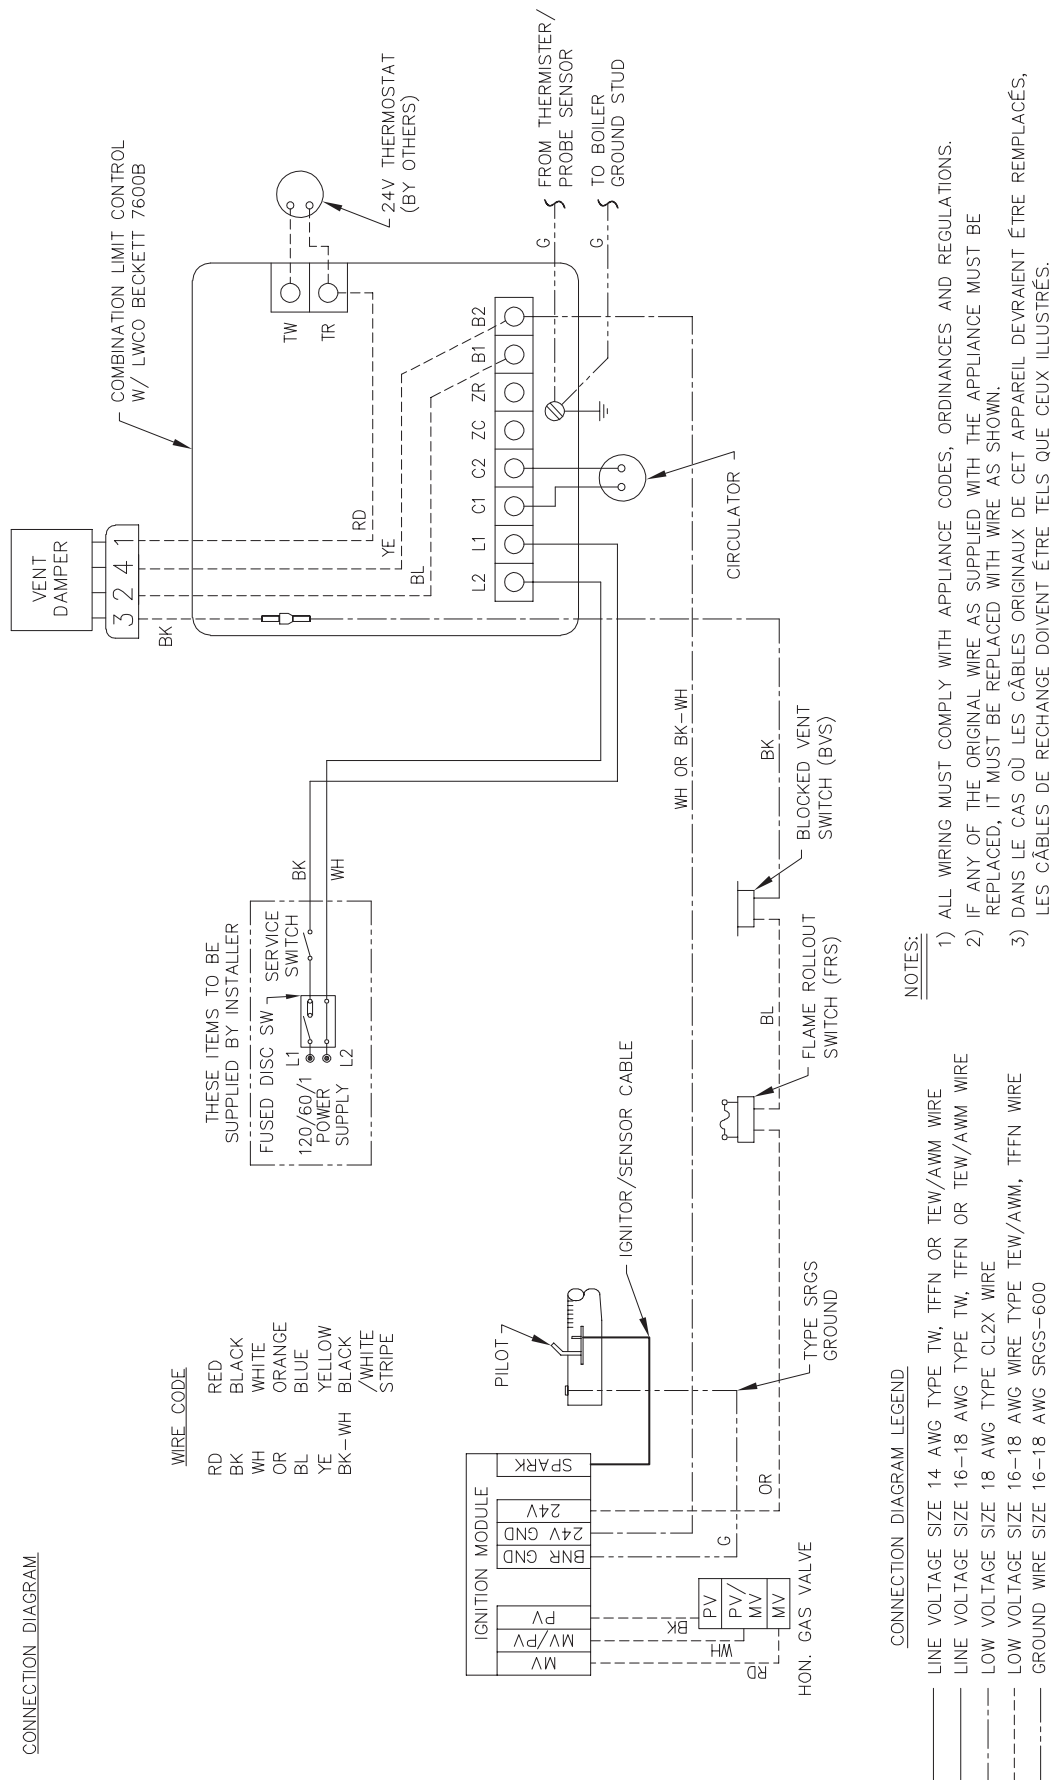 CONNECTION DIAGRAM
WIRE CODE
RD RED
BK BLACK
WH WHITE
OR ORANGE
BL BLUE
YE YELLOW
BK-WH BLACK
/WHITE
STRIPE
THESE ITEMS TO BE
SUPPLIED BY INSTALLER
FUSED DISC SW
SERVICE
SWITCH
L1
120/60/1
POWER
SUPPLY
L2
BK
WH
VENT
DAMPER
3 2 4 1
BK
BL
YE
RD
COMBINATION LIMIT CONTROL
W/ LWCO BECKETT 7600B
TW
TR
24V THERMOSTAT
(BY OTHERS)
L2 L1 C1 C2 ZC ZR B1 B2
G
FROM THERMISTER/
PROBE SENSOR
G
TO BOILER
GROUND STUD
CIRCULATOR
IGNITION MODULE
MV
MV/PV
PV
BNR GND
24V GND
24V
SPARK
PILOT
IGNITOR/SENSOR CABLE
TYPE SRGS
GROUND
WH OR BK-WH
BK
BLOCKED VENT
SWITCH (BVS)
BL
FLAME ROLLOUT
SWITCH (FRS)
OR
G
BK
WH
RD
PV
PV/
MV
MV
HON. GAS VALVE
CONNECTION DIAGRAM LEGEND
LINE VOLTAGE SIZE 14 AWG TYPE TW, TFFN OR TEW/AWM WIRE
LINE VOLTAGE SIZE 16-18 AWG TYPE TW, TFFN OR TEW/AWM WIRE
LOW VOLTAGE SIZE 18 AWG TYPE CL2X WIRE
LOW VOLTAGE SIZE 16-18 AWG WIRE TYPE TEW/AWM, TFFN WIRE
GROUND WIRE SIZE 16-18 AWG SRGS-600
NOTES:
1) ALL WIRING MUST COMPLY WITH APPLIANCE CODES, ORDINANCES AND REGULATIONS.
2) IF ANY OF THE ORIGINAL WIRE AS SUPPLIED WITH THE APPLIANCE MUST BE
REPLACED, IT MUST BE REPLACED WITH WIRE AS SHOWN.
3) DANS LE CAS OÙ LES CÂBLES ORIGINAUX DE CET APPAREIL DEVRAIENT ÉTRE REMPLACÉS,
LES CÂBLES DE RECHANGE DOIVENT ÉTRE TELS QUE CEUX ILLUSTRÉS.